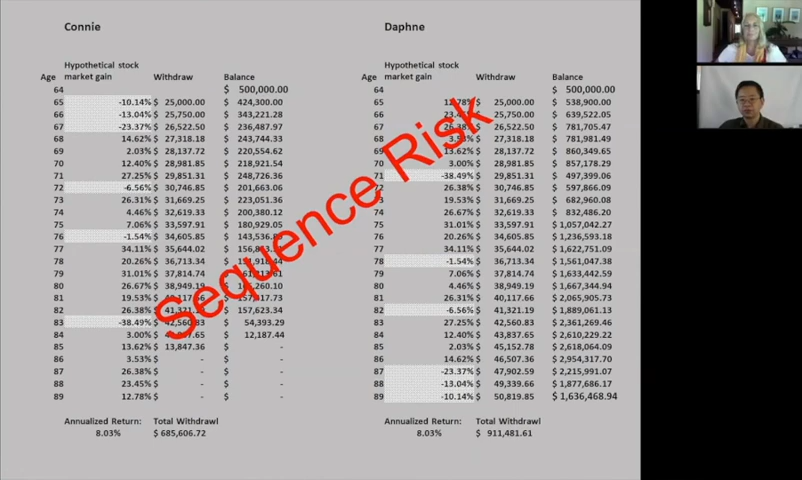 Connie Daphne
Hypothetical stock Hypothetical stock
Age market gain Withdraw Balance Age market gain Withdraw Balance
64 $ 500,000.00 64 $ 500,000.00
65 -10.14% $ 25,000.00 $ 424,300.00 65 $ 25,000.00 $ 538,900.00
66 -13.04% $ 25,750.00 $ 343,221.28 66 $ 25,750.00 $ 639,522.05
67 -23.37% $ 26,522.50 $ 236,487.97 67 $ 26,522.50 $ 781,705.47
68 14.62% $ 27,318.18 $ 243,744.33 68 $ 27,318.18 $ 781,981.49
69 2.03% $ 28,137.72 $ 220,554.62 69 13.62% $ 28,137.72 $ 860,349.65
70 12.40% $ 28,981.85 $ 218,921.54 70 3.00% $ 28,981.85 $ 857,178.29
71 27.25% $ 29,851.31 $ 248,726.36 71 -38.49% $ 29,851.31 $ 497,399.06
72 -6.56% $ 30,746.85 $ 201,663.06 26.38% $ 30,746.85 $ 597,866.09
73 26.31% $ 31,669.25 $ 223,051.36 19.53% $ 31,669.25 $ 682,960.08
74 4.46% $ 32,619.33 $ 200,380.12 74 26.67% $ 32,619.33 $ 832,486.20
75 7.06% $ 33,597.91 $ 180,929.05 75 31.01% $ 33,597.91 $ 1,057,042.27
76 -1.54% $ 34,605.85 $ 76 20.26% $ 34,605.85 $ 1,236,593.18
77 34.11% $ 35,644.02 $ 77 34.11% $ 35,644.02 $ 1,622,751.09
78 20.26% $ 36,713.34 $ 78 -1.54% $ 36,713.34 $ 1,561,047.38
79 31.01% $ 37,814.74 79 7.06% $ 37,814.74 $ 1,633,442.59
80 26.67% $ 38,949.19 80 4.46% $ 38,949.19 $ 1,667,344.94
81 19.53% $ $ 81 26.31% $ 40,117.66 $ 2,065,905.73
82 26.38% $ $ 157,623.34 82 -6.56% $ 41,321.19 $ 1,889,061.13
83 -38.49% $ $ 54,393.29 83 27.25% $ 42,560.83 $ 2,361,269.46
84 3.00% $ $ 12,187.44 84 12.40% $ 43,837.65 $ 2,610,229.22
85 13.62% $ 13,847.36 $ - 85 2.03% $ 45,152.78 $ 2,618,064.09
86 3.53% $ - $ - 86 14.62% $ 46,507.36 $ 2,954,317.70
87 26.38% $ - $ - 87 -23.37% $ 47,902.59 $ 2,215,991.07
88 23.45% $ - $ - 88 -13.04% $ 49,339.66 $ 1,877,686.17
89 12.78% $ - $ - 89 -10.14% $ 50,819.85 $ 1,636,468.94
Annualized Return: Total Withdrawl Annualized Return: Total Withdrawl
8.03% $ 685,606.72 8.03% $ 911,481.61
Sequence Risk